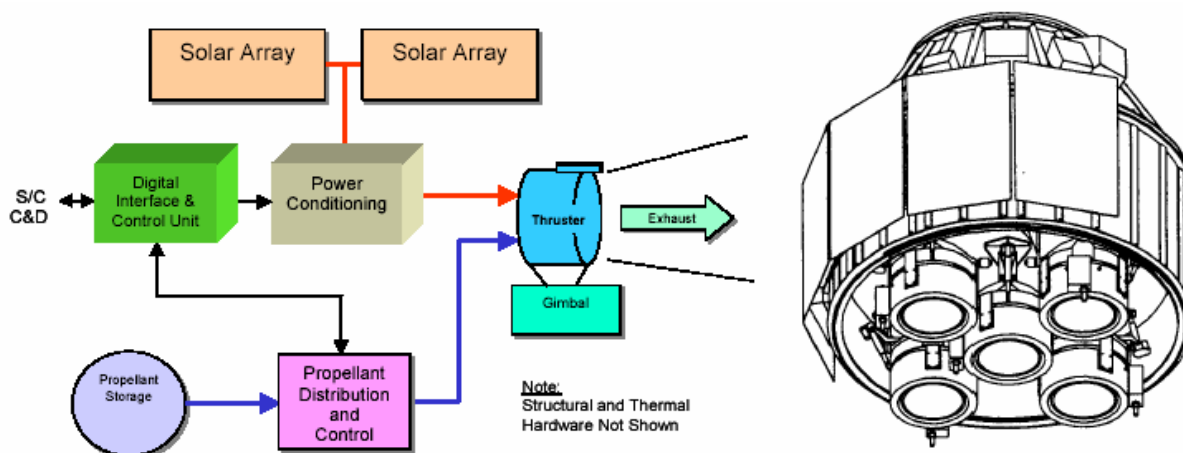 Solar Array
Solar Array
S/C
C&D
Digital
Interface &
Control Unit
Power
Conditioning
Thruster
Exhaust
Gimbal
Propellant
Storage
Propellant
Distribution
and
Control
Note:
Structural and Thermal
Hardware Not Shown